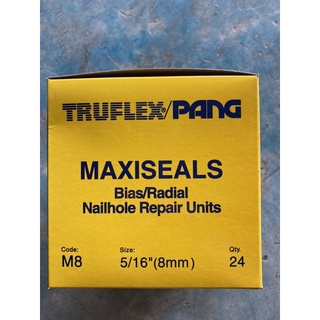 TRUFLEX/PANG
MAXISEALS
Bias/Radial
Nailhole Repair Units
Code: Size: Qty.
M8 5/16"(8mm) 24